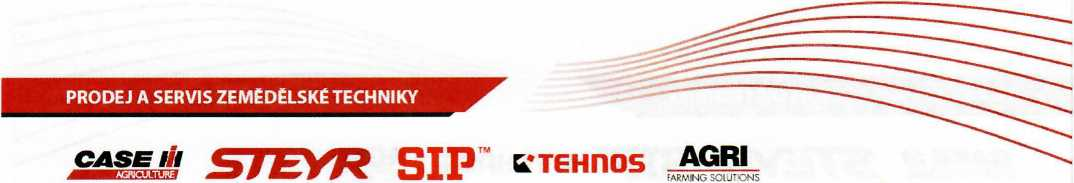 PRODEJ A SERVIS ZEMĚDĚLSKÉ TECHNIKY
CASE IH STEYR SIP™ TEHNOS AGRI
AGRICULTURE FARMING SOLUTIONS